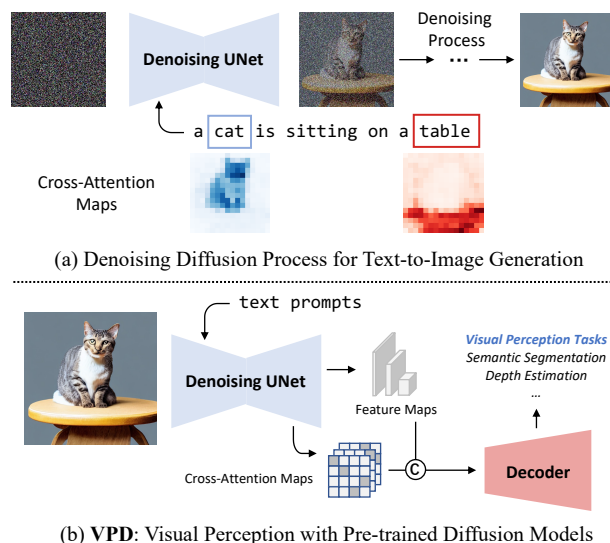 Denoising UNet
Denoising
Process
...
a cat is sitting on a table
Cross-Attention
Maps
(a) Denoising Diffusion Process for Text-to-Image Generation
text prompts
Denoising UNet
Feature Maps
Cross-Attention Maps
C
Visual Perception Tasks
Semantic Segmentation
Depth Estimation
...
Decoder
(b) VPD: Visual Perception with Pre-trained Diffusion Models